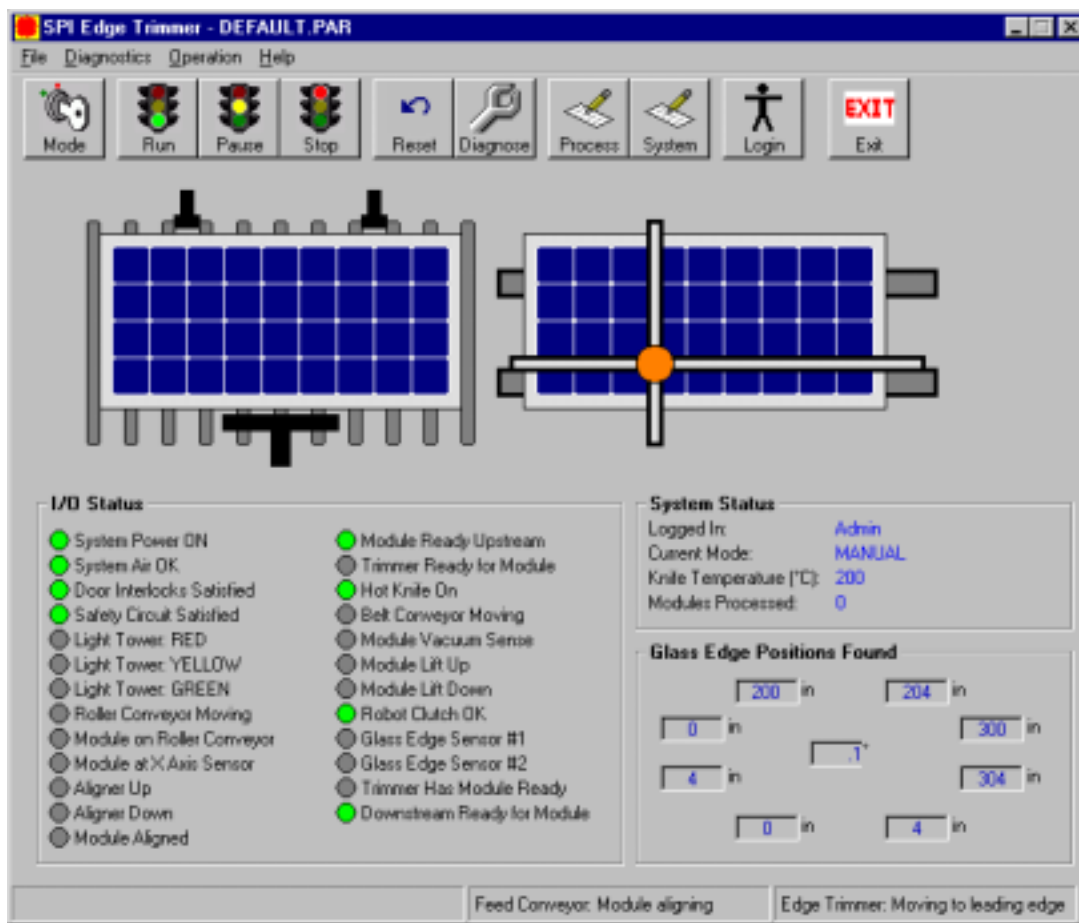 SPI Edge Trimmer - DEFAULT.PAR
File Diagnostics Operation Help
EXIT
Mode Run Pause Stop Reset Diagnose Process System Login Exit
I/O Status
System Power ON
System Air OK
Door Interlocks Satisfied
Safety Circuit Satisfied
Light Tower: RED
Light Tower: YELLOW
Light Tower: GREEN
Roller Conveyor Moving
Module on Roller Conveyor
Module at X Axis Sensor
Aligner Up
Aligner Down
Module Aligned
Module Ready Upstream
Trimmer Ready for Module
Hot Knife On
Belt Conveyor Moving
Module Vacuum Sense
Module Lift Up
Module Lift Down
Robot Clutch OK
Glass Edge Sensor #1
Glass Edge Sensor #2
Trimmer Has Module Ready
Downstream Ready for Module
System Status
Logged In: Admin
Current Mode: MANUAL
Knife Temperature [°C]: 200
Modules Processed: 0
Glass Edge Positions Found
200 in 204 in
0 in 300 in
.1°
4 in 304 in
0 in 4 in
Feed Conveyor: Module aligning Edge Trimmer: Moving to leading edge